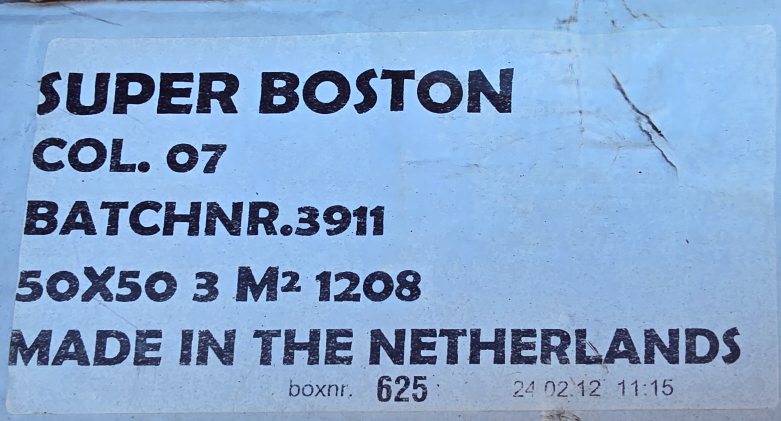 SUPER BOSTON
COL. 07
BATCHNR.3911
50X50 3 M² 1208
MADE IN THE NETHERLANDS
boxnr. 625 24.02.12 11:15